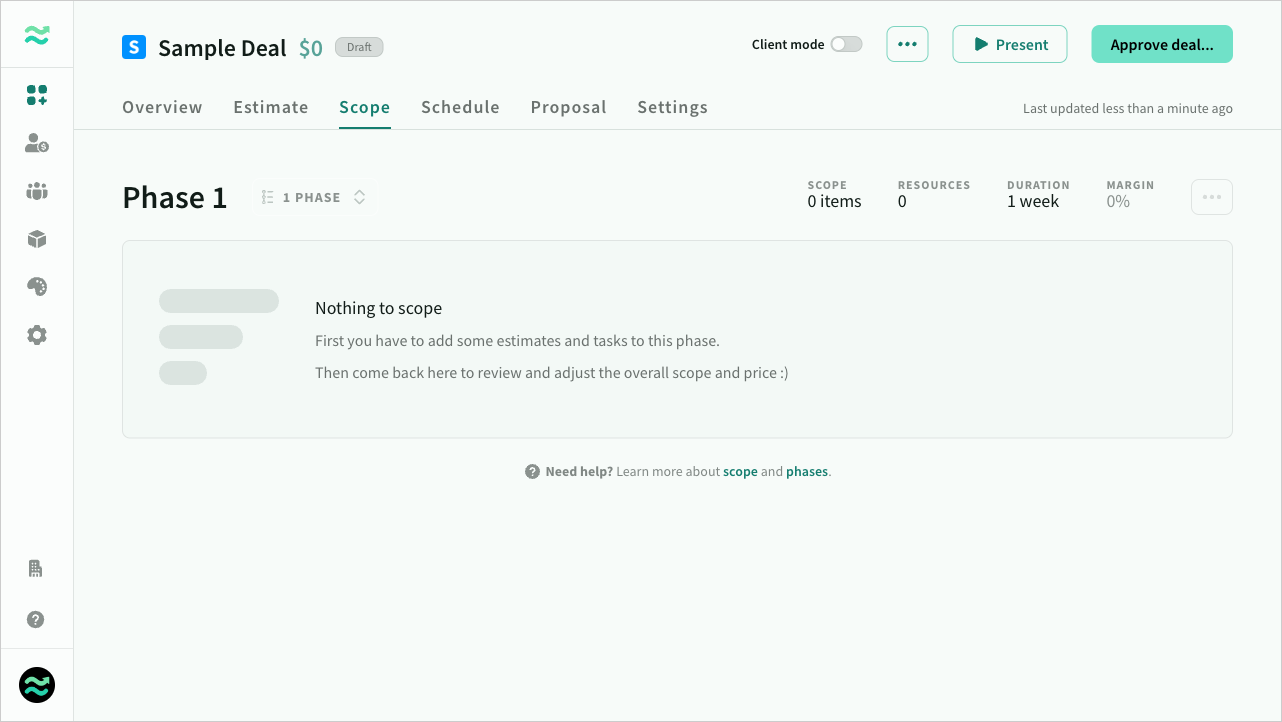 S Sample Deal $0 Draft
Client mode
Present
Approve deal...
Overview Estimate Scope Schedule Proposal Settings
Last updated less than a minute ago
Phase 1
1 PHASE
SCOPE
0 items
RESOURCES
0
DURATION
1 week
MARGIN
0%
Nothing to scope
First you have to add some estimates and tasks to this phase.
Then come back here to review and adjust the overall scope and price :)
Need help? Learn more about scope and phases.